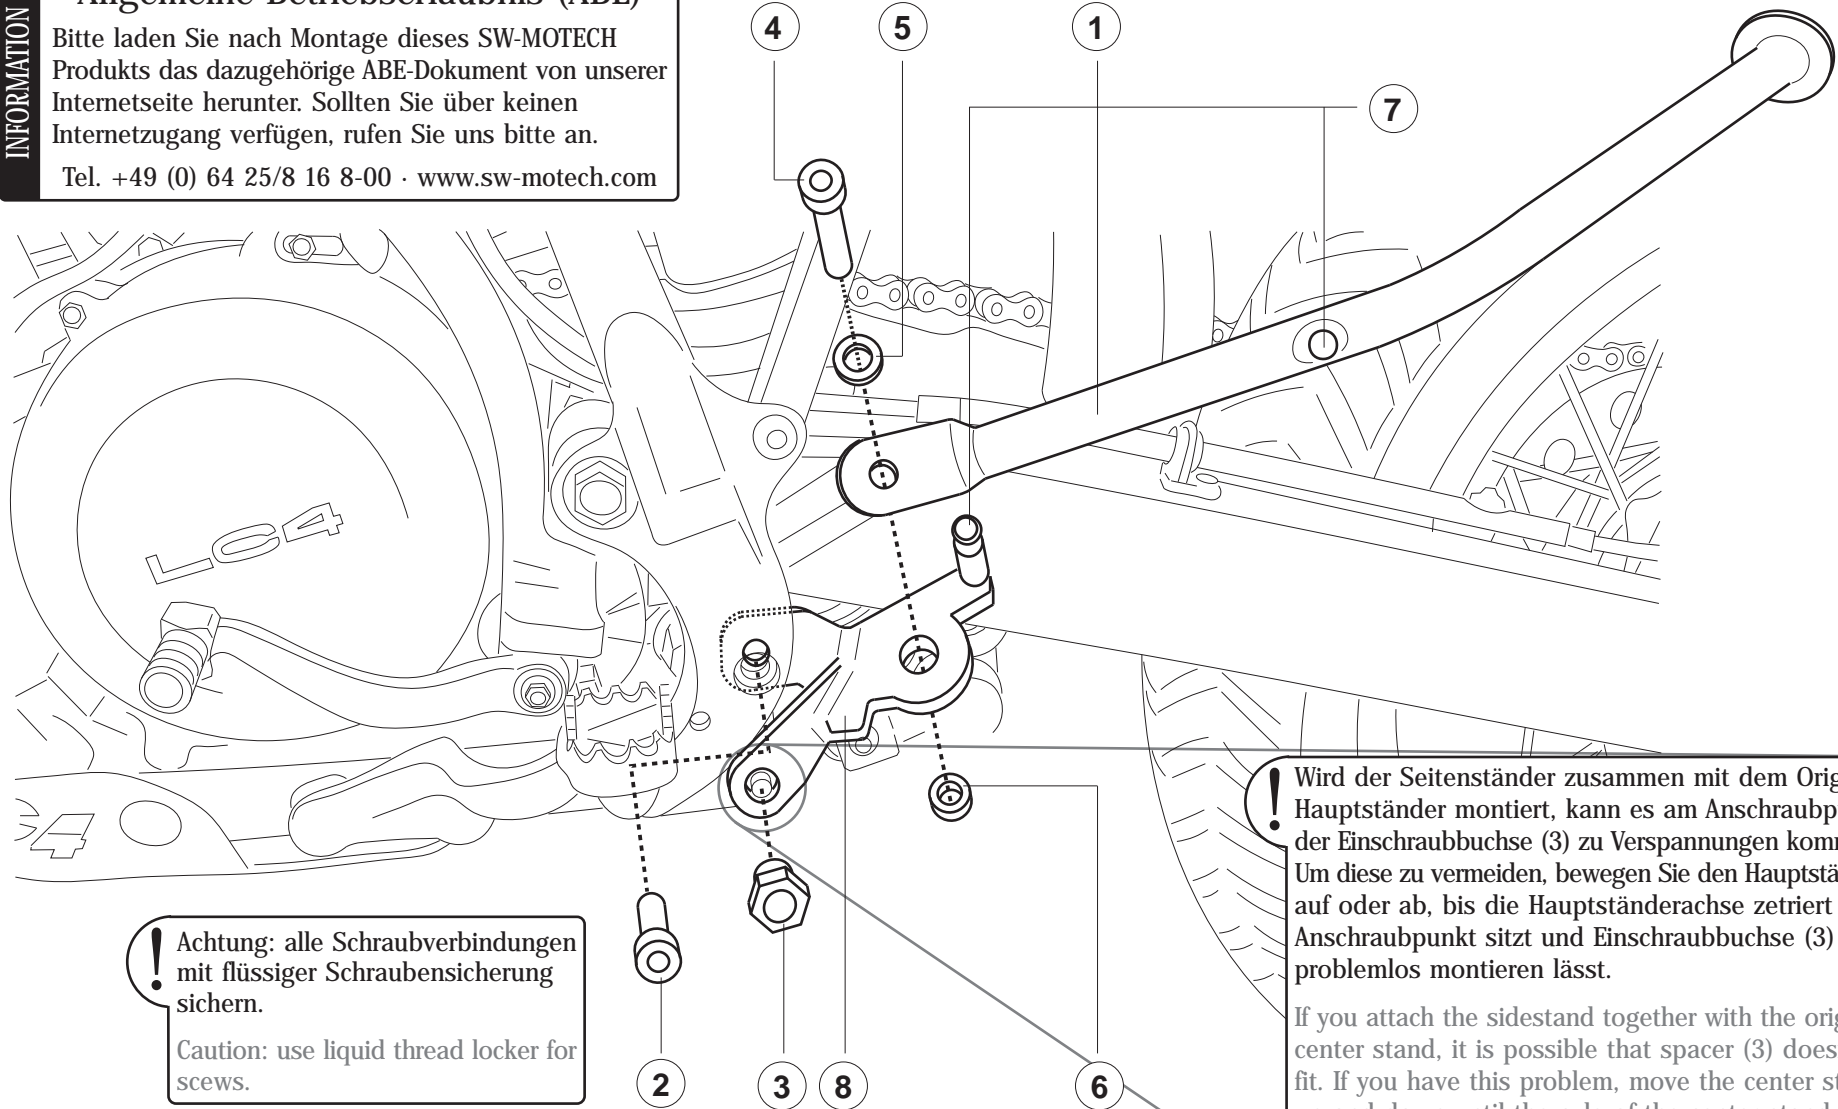 INFORMATION
Allgemeine Betriebserlaubnis (ABE)
Bitte laden Sie nach Montage dieses SW-MOTECH
Produkts das dazugehörige ABE-Dokument von unserer
Internetseite herunter. Sollten Sie über keinen
Internetzugang verfügen, rufen Sie uns bitte an.
Tel. +49 (0) 64 25/8 16 8-00 · www.sw-motech.com
4
5
1
7
LC4
4
Wird der Seitenständer zusammen mit dem
Hauptständer montiert, kann es am
der Einschraubbuchse (3) zu Verspannungen
Um diese zu vermeiden, bewegen Sie den
auf oder ab, bis die Hauptständerachse zetriert
Anschraubpunkt sitzt und Einschraubbuchse (3)
problemlos montieren lässt.
If you attach the sidestand together with the
center stand, it is possible that spacer (3) does
fit. If you have this problem, move the center
! Achtung: alle Schraubverbindungen
mit flüssiger Schraubensicherung
sichern.
Caution: use liquid thread locker for
scews.
2
3
8
6